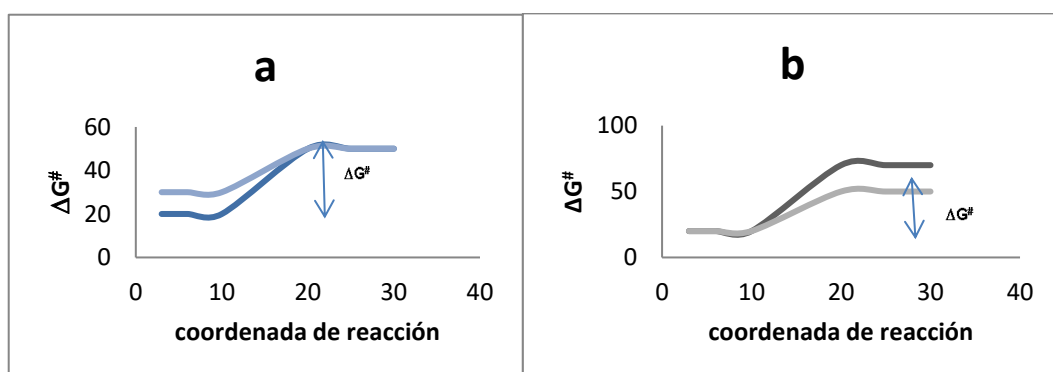 a
60
40
20
0
ΔG#
ΔG#
0 10 20 30 40
coordenada de reacción
b
100
50
0
ΔG#
ΔG#
0 10 20 30 40
coordenada de reacción